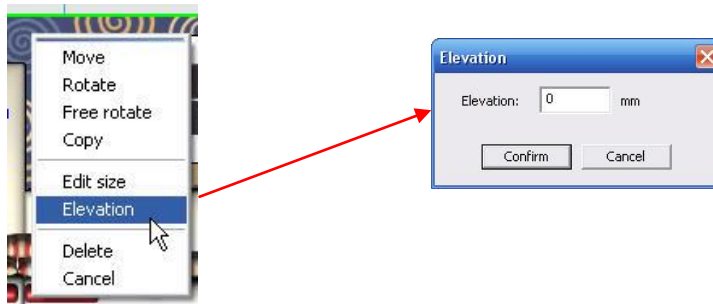 Move
Rotate
Free rotate
Copy
Edit size
Elevation
Delete
Cancel
Elevation
Elevation: 0 mm
Confirm Cancel